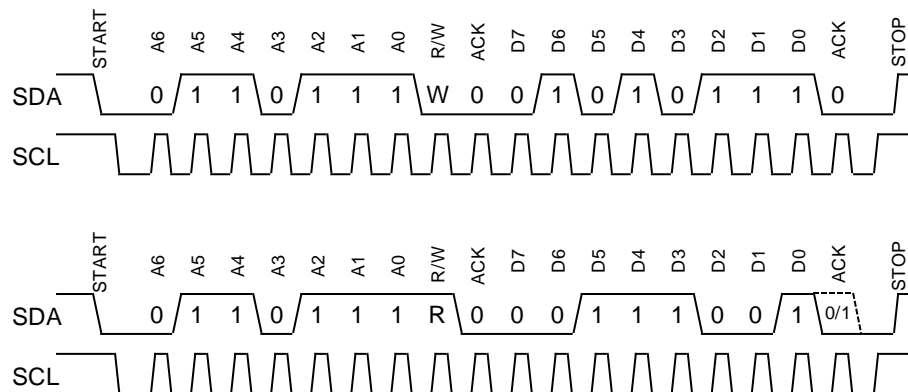 START A6 A5 A4 A3 A2 A1 A0 R/W ACK D7 D6 D5 D4 D3 D2 D1 D0 ACK STOP
SDA 0 1 1 0 1 1 1 W 0 0 1 0 1 0 1 1 1 0
SCL
START A6 A5 A4 A3 A2 A1 A0 R/W ACK D7 D6 D5 D4 D3 D2 D1 D0 ACK STOP
SDA 0 1 1 0 1 1 1 R 0 0 0 1 1 1 0 0 1 0/1
SCL